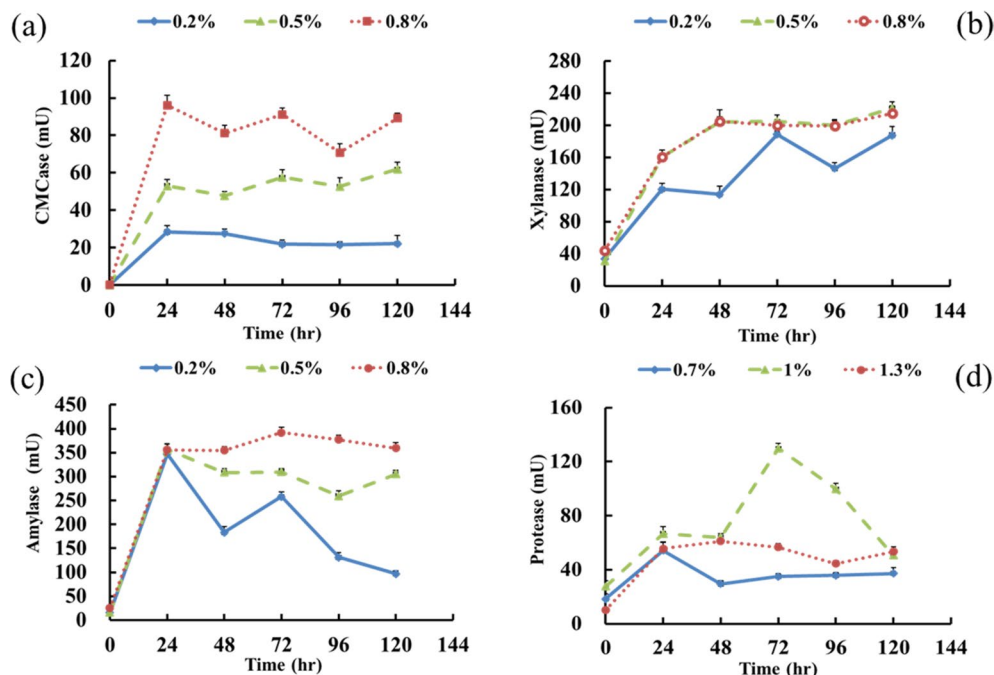 (a)
0.2% 0.5% 0.8%
CMCase (mU)
120
100
80
60
40
20
0
0 24 48 72 96 120 144
Time (hr)
(b)
0.2% 0.5% 0.8%
Xylanase (mU)
280
240
200
160
120
80
40
0
0 24 48 72 96 120 144
Time (hr)
(c)
0.2% 0.5% 0.8%
Amylase (mU)
450
400
350
300
250
200
150
100
50
0
0 24 48 72 96 120 144
Time (hr)
(d)
0.7% 1% 1.3%
Protease (mU)
160
120
80
40
0
0 24 48 72 96 120 144
Time (hr)